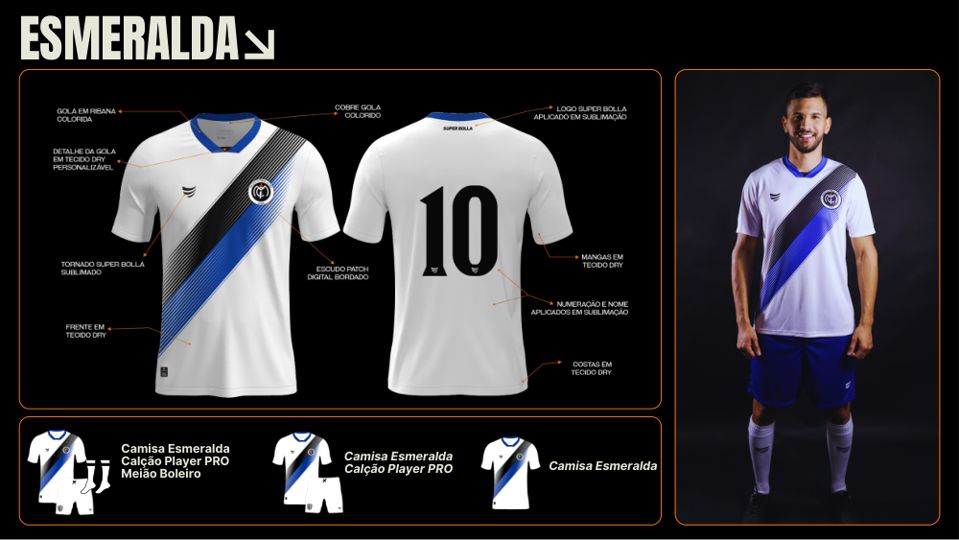 ESMERALDA
GOLA EM RIBANA
COLORIDA
COBRE GOLA
COLORIDO
LOGO SUPER BOLLA
APLICADO EM SUBLIMAÇÃO
SUPER BOLLA
DETALHE DA GOLA
EM TECIDO DRY
PERSONALIZÁVEL
10
TORNADO SUPER BOLLA
SUBLIMADO
ESCUDO PATCH
DIGITAL BORDADO
MANGAS EM
TECIDO DRY
NUMERAÇÃO E NOME
APLICADOS EM SUBLIMAÇÃO
FRENTE EM
TECIDO DRY
COSTAS EM
TECIDO DRY
Camisa Esmeralda
Calção Player PRO
Meião Boleiro
Camisa Esmeralda
Calção Player PRO
Camisa Esmeralda